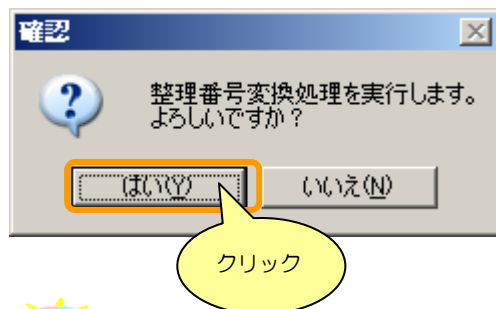 確認
整理番号変換処理を実行します。
よろしいですか?
はい(Y) いいえ(N)
クリック